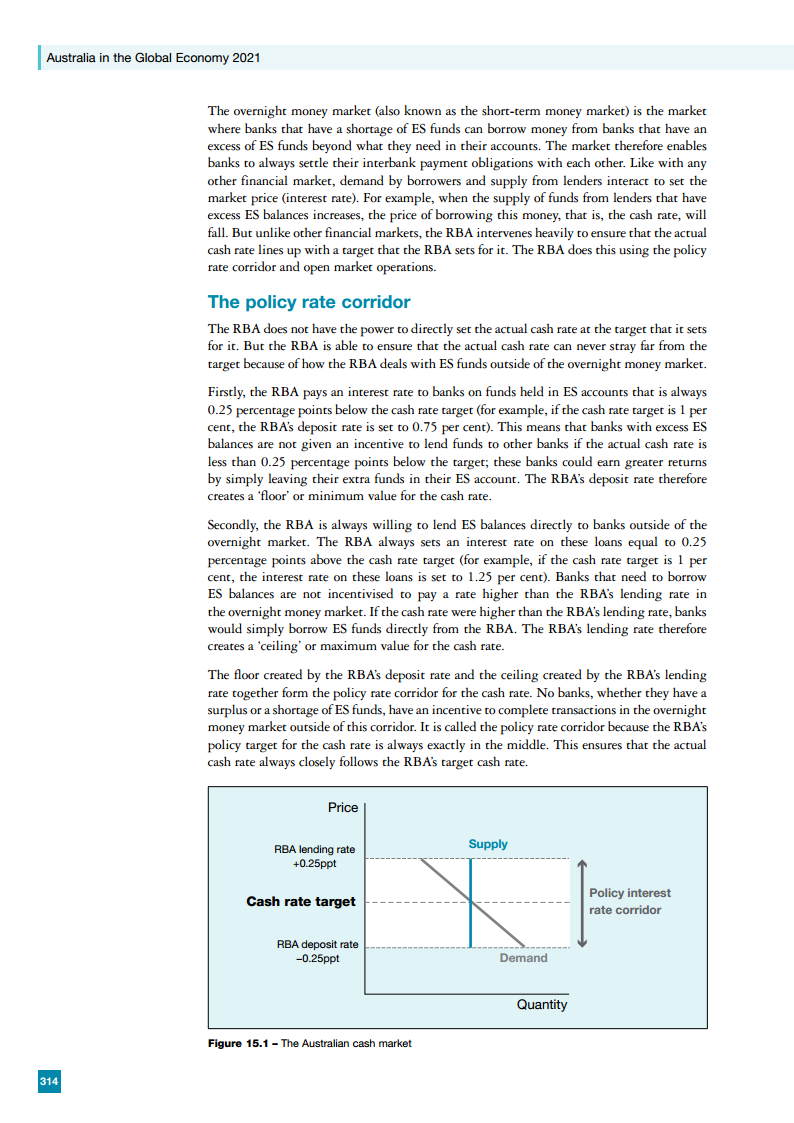 Australia in the Global Economy 2021
The overnight money market (also known as the short-term money market) is the market
where banks that have a shortage of ES funds can borrow money from banks that have an
excess of ES funds beyond what they need in their accounts. The market therefore enables
banks to always settle their interbank payment obligations with each other. Like with any
other financial market, demand by borrowers and supply from lenders interact to set the
market price (interest rate). For example, when the supply of funds from lenders that have
excess ES balances increases, the price of borrowing this money, that is, the cash rate, will
fall. But unlike other financial markets, the RBA intervenes heavily to ensure that the actual
cash rate lines up with a target that the RBA sets for it. The RBA does this using the policy
rate corridor and open market operations.
The policy rate corridor
The RBA does not have the power to directly set the actual cash rate at the target that it sets
for it. But the RBA is able to ensure that the actual cash rate can never stray far from the
target because of how the RBA deals with ES funds outside of the overnight money market.
Firstly, the RBA pays an interest rate to banks on funds held in ES accounts that is always
0.25 percentage points below the cash rate target (for example, if the cash rate target is 1 per
cent, the RBA's deposit rate is set to 0.75 per cent). This means that banks with excess ES
balances are not given an incentive to lend funds to other banks if the actual cash rate is
less than 0.25 percentage points below the target; these banks could earn greater returns
by simply leaving their extra funds in their ES account. The RBA's deposit rate therefore
creates a 'floor' or minimum value for the cash rate.
Secondly, the RBA is always willing to lend ES balances directly to banks outside of the
overnight market. The RBA always sets an interest rate on these loans equal to 0.25
percentage points above the cash rate target (for example, if the cash rate target is 1 per
cent, the interest rate on these loans is set to 1.25 per cent). Banks that need to borrow
ES balances are not incentivised to pay a rate higher than the RBA's lending rate in
the overnight money market. If the cash rate were higher than the RBA's lending rate, banks
would simply borrow ES funds directly from the RBA. The RBA's lending rate therefore
creates a 'ceiling' or maximum value for the cash rate.
The floor created by the RBA's deposit rate and the ceiling created by the RBA's lending
rate together form the policy rate corridor for the cash rate. No banks, whether they have a
surplus or a shortage of ES funds, have an incentive to complete transactions in the overnight
money market outside of this corridor. It is called the policy rate corridor because the RBA's
policy target for the cash rate is always exactly in the middle. This ensures that the actual
cash rate always closely follows the RBA's target cash rate.
Price
Supply
RBA lending rate
+0.25ppt
Policy interest
rate corridor
Cash rate target
RBA deposit rate
–0.25ppt
Demand
Quantity
Figure 15.1 – The Australian cash market
314